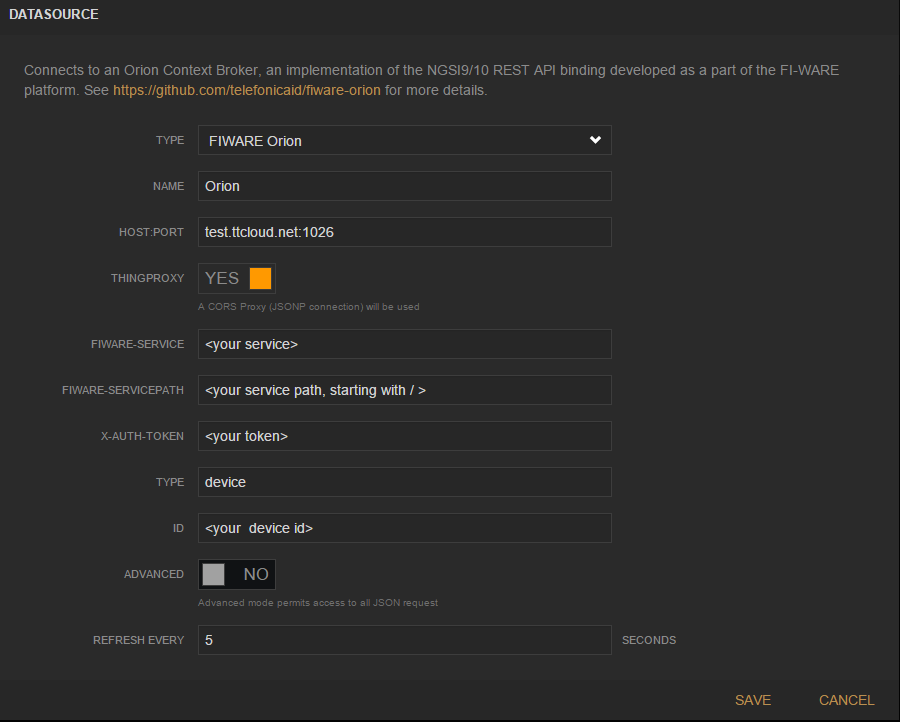 DATASOURCE
Connects to an Orion Context Broker, an implementation of the NGSI9/10 REST API binding developed as a part of the FI-WARE
platform. See https://github.com/telefonicaid/fiware-orion for more details.
TYPE FIWARE Orion
NAME Orion
HOST:PORT test.ttcloud.net:1026
THINGPROXY YES
A CORS Proxy (JSONP connection) will be used
FIWARE-SERVICE <your service>
FIWARE-SERVICEPATH <your service path, starting with / >
X-AUTH-TOKEN <your token>
TYPE device
ID <your  device id>
ADVANCED NO
Advanced mode permits access to all JSON request
REFRESH EVERY 5 SECONDS
SAVE CANCEL